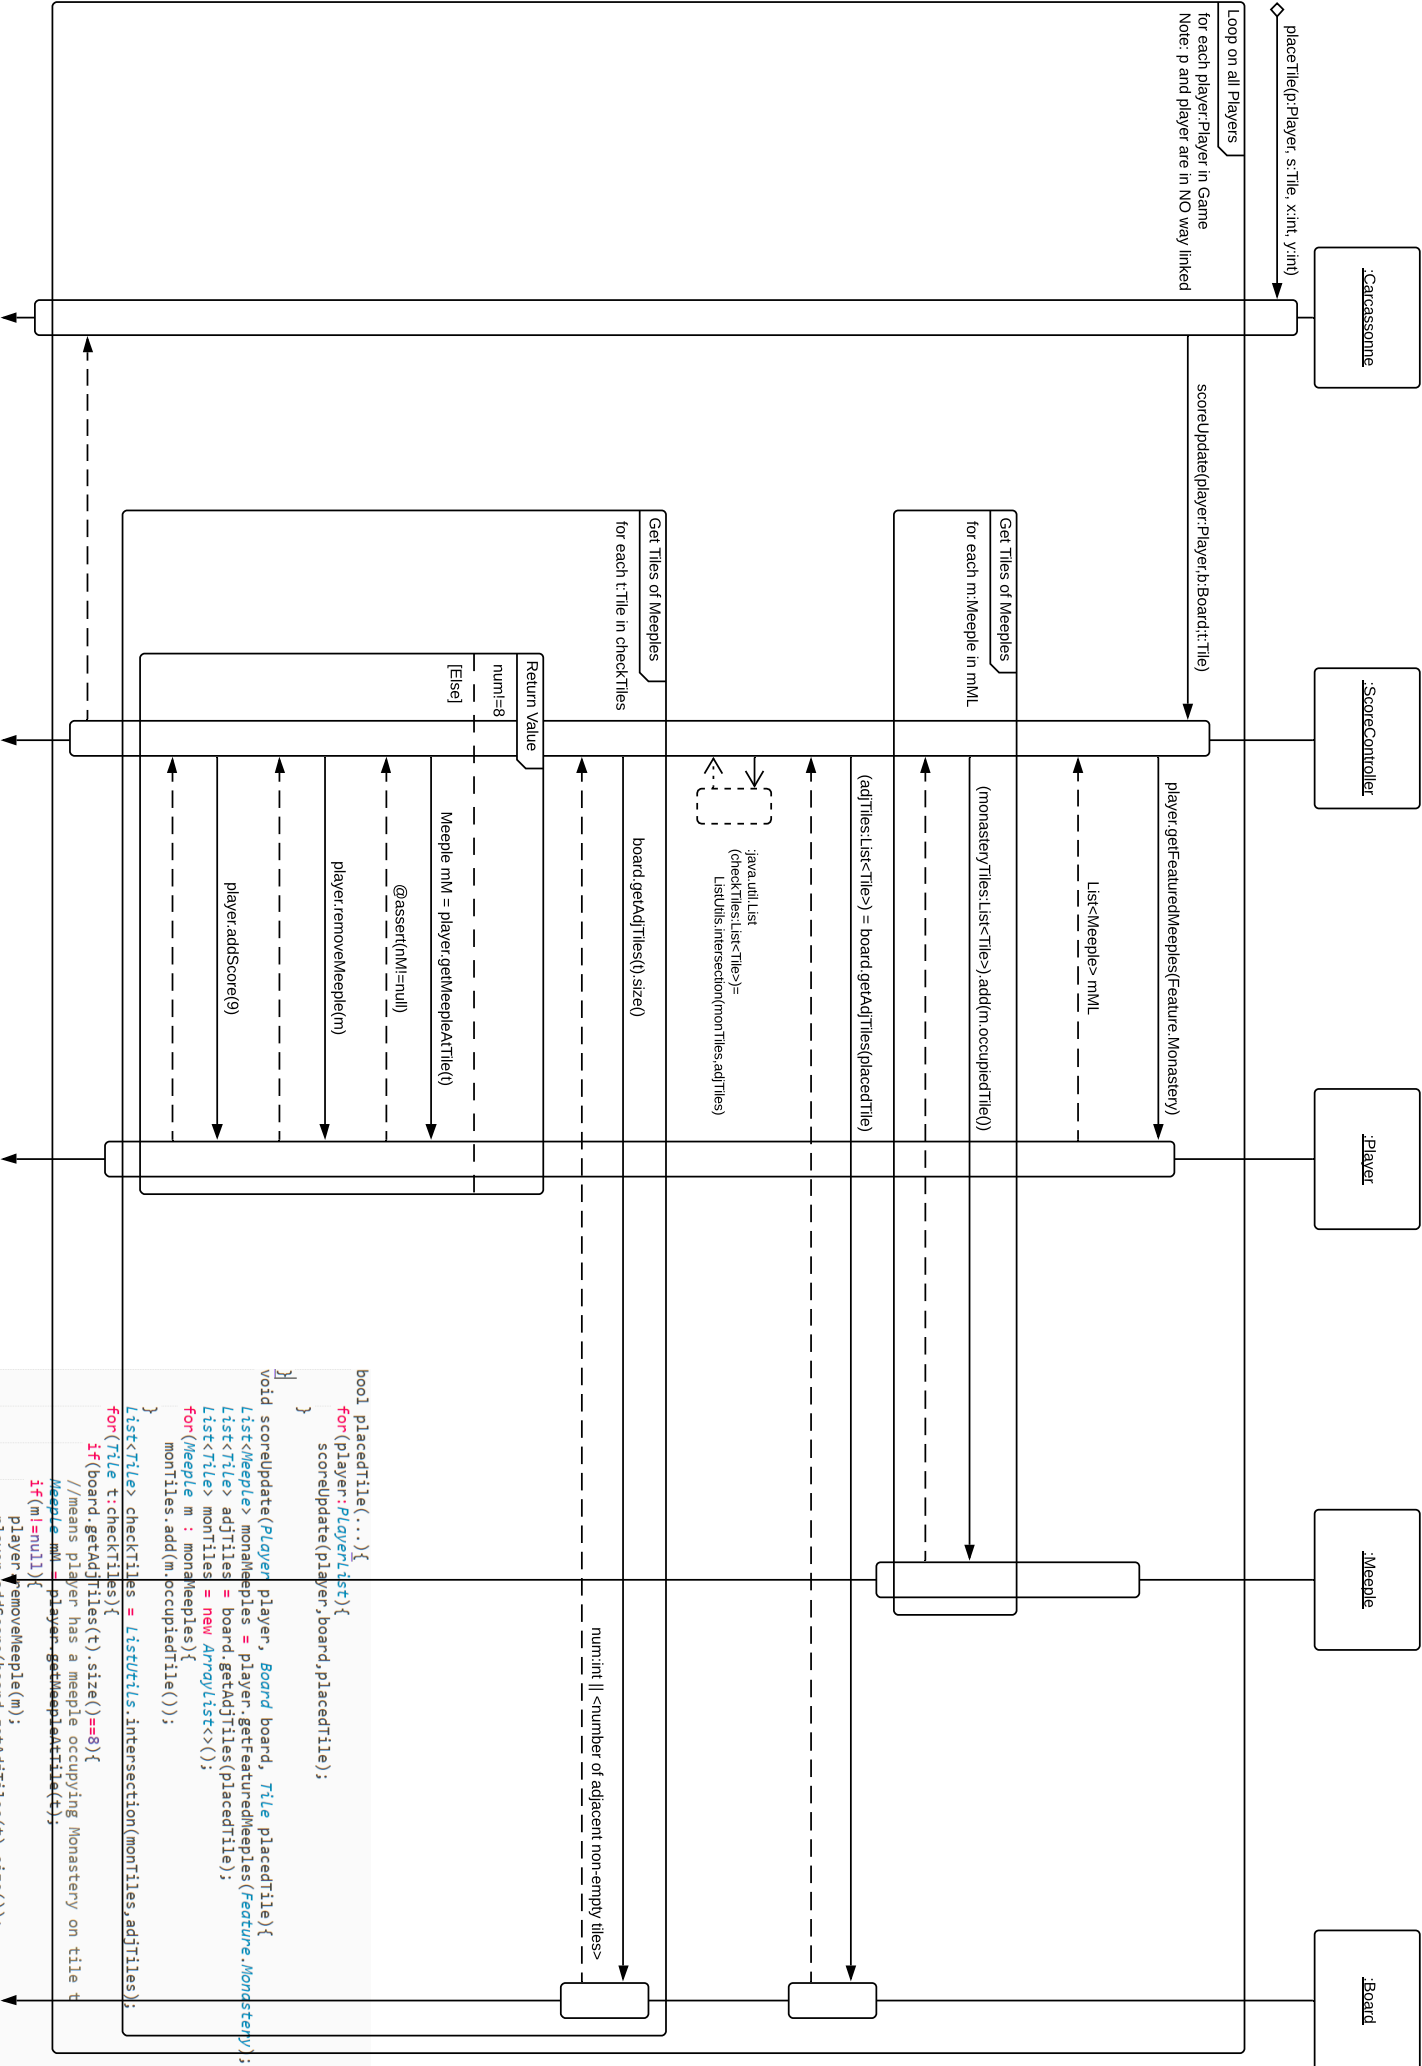 :Carcassonne
:ScoreController
:Player
:Meeple
:Board
placeTile(p:Player, s:Tile, x:int, y:int)
Loop on all Players
for each player:Player in Game
Note: p and player are in NO way linked
scoreUpdate(player:Player,b:Board;t:Tile)
player.getFeaturedMeeples(Feature.Monastery)
List<Meeple> mML
Get Tiles of Meeples
for each m:Meeple in mML
(monasteryTiles:List<Tile>).add(m.occupiedTile())
(adjTiles:List<Tile>) = board.getAdjTiles(placedTile)
:java.util.List
(checkTiles:List<Tile>)=
ListUtils.intersection(monTiles,adjTiles)
Get Tiles of Meeples
for each t:Tile in checkTiles
board.getAdjTiles(t).size()
num:int || <number of adjacent non-empty tiles>
Return Value
num!=8
[Else]
Meeple mM = player.getMeepleAtTile(t)
@assert(nM!=null)
player.removeMeeple(m)
player.addScore(9)
bool placedTile(...){
for(player:PlayerList){
scoreUpdate(player,board,placedTile);
}
}
void scoreUpdate(Player player, Board board, Tile placedTile){
List<Meeple> monaMeeples = player.getFeaturedMeeples(Feature.Monastery);
List<Tile> adjTiles = board.getAdjTiles(placedTile);
List<Tile> monTiles = new ArrayList<>();
for(Meeple m : monaMeeples){
monTiles.add(m.occupiedTile());
}
List<Tile> checkTiles = ListUtils.intersection(monTiles,adjTiles);
for(Tile t:checkTiles){
if(board.getAdjTiles(t).size()==8){
//means player has a meeple occupying Monastery on tile t
Meeple mM = player.getMeepleAtTile(t);
if(m!=null){
player.removeMeeple(m);